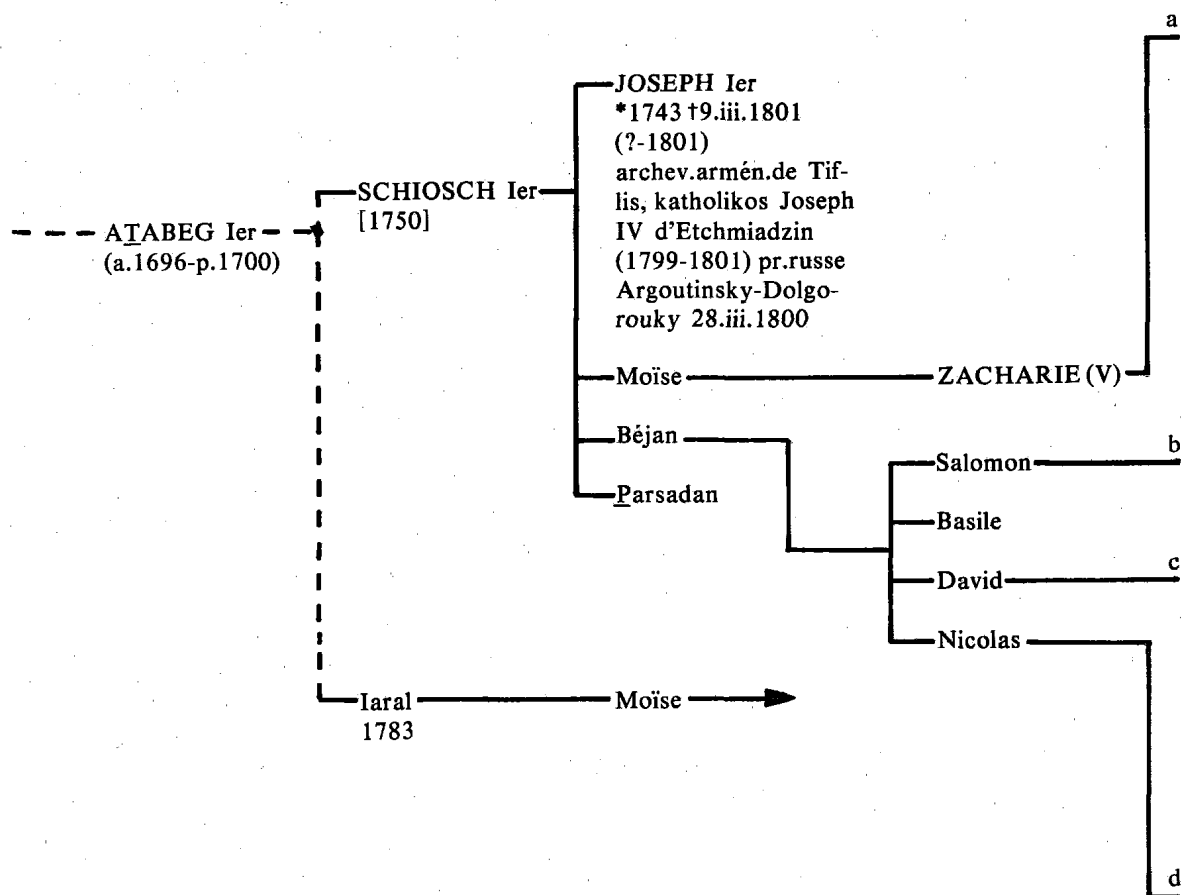 a
JOSEPH Ier
*1743 †9.iii.1801
(?-1801)
archev.armén.de Tif-
lis, katholikos Joseph
IV d'Etchmiadzin
(1799-1801) pr.russe
Argoutinsky-Dolgo-
rouky 28.iii.1800
SCHIOSCH Ier
[1750]
ATABEG Ier
(a.1696-p.1700)
Moïse
ZACHARIE (V)
Béjan
Parsadan
b
Salomon
Basile
c
David
Nicolas
Iaral
1783
Moïse
d